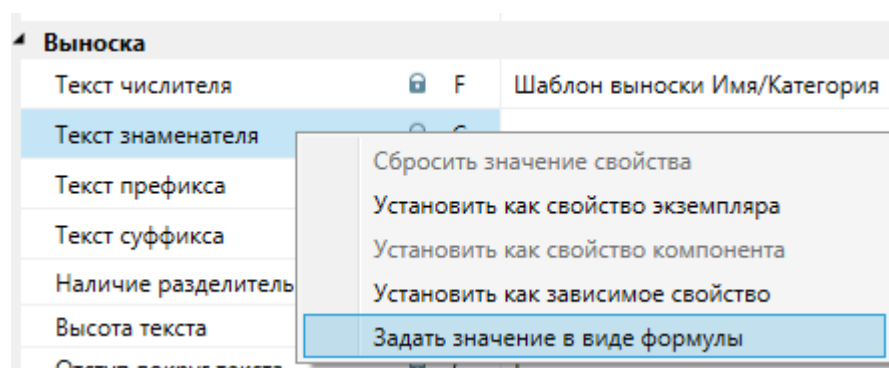 Выноска
Текст числителя F Шаблон выноски Имя/Категория
Текст знаменателя
Сбросить значение свойства
Текст префикса
Установить как свойство экземпляра
Текст суффикса
Установить как свойство компонента
Наличие разделитель
Установить как зависимое свойство
Высота текста
Задать значение в виде формулы